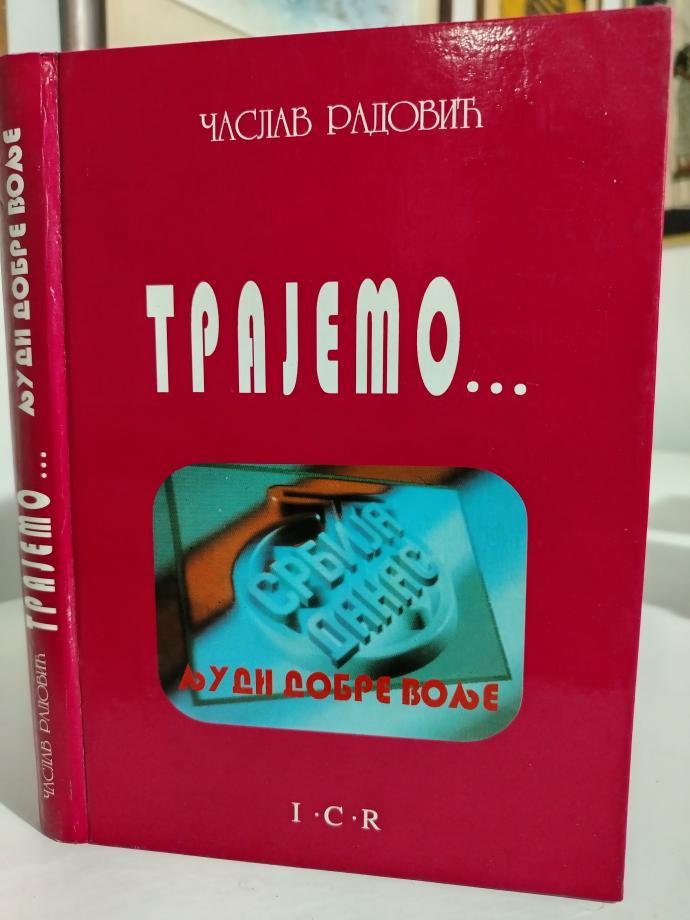 ЧАСЛАВ РАДОВИЋ
ТРАЈЕМО...
СРБИЈА
ДАНАС
ЉУДИ ДОБРЕ ВОЉЕ
I·C·R
ЧАСЛАВ РАДОВИЋ ТРАЈЕМО... ЉУДИ ДОБРЕ ВОЉЕ